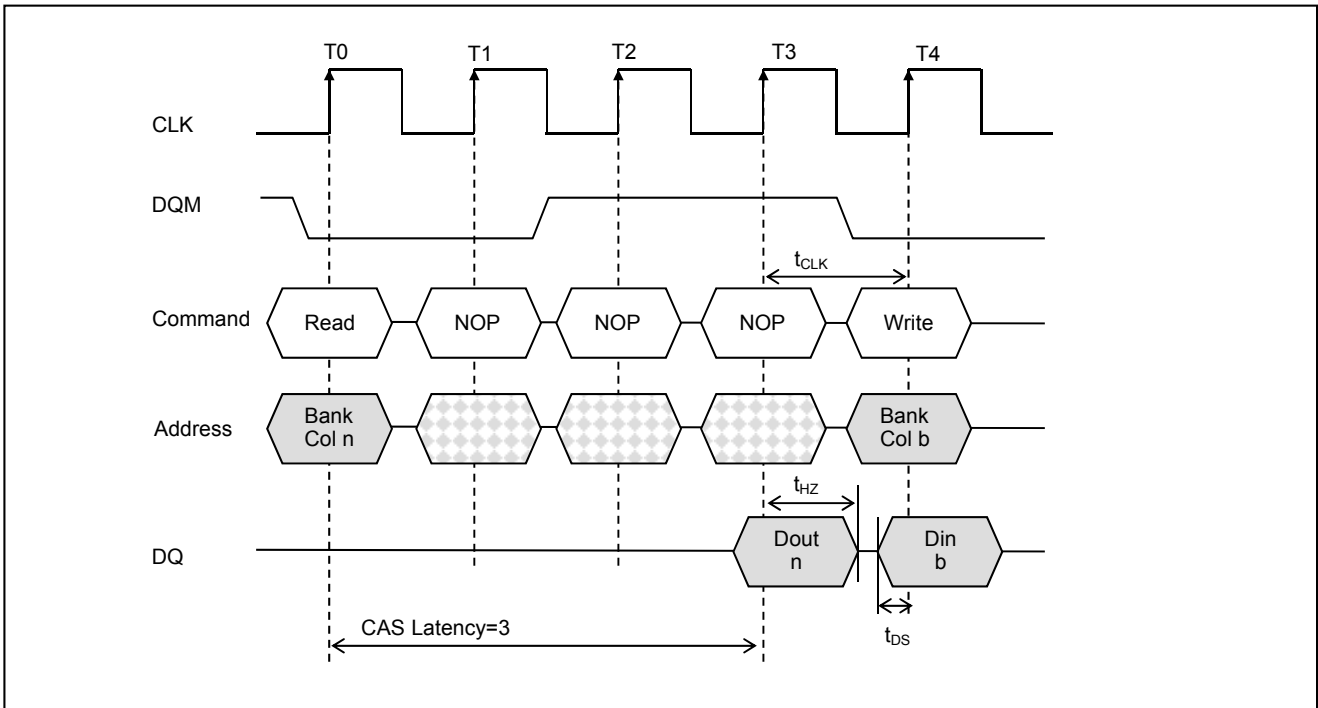 T0 T1 T2 T3 T4
CLK
DQM
tCLK
Command Read NOP NOP NOP Write
Address
Bank
Col n
Bank
Col b
tHZ
DQ
Dout
n
Din
b
CAS Latency=3
tDS